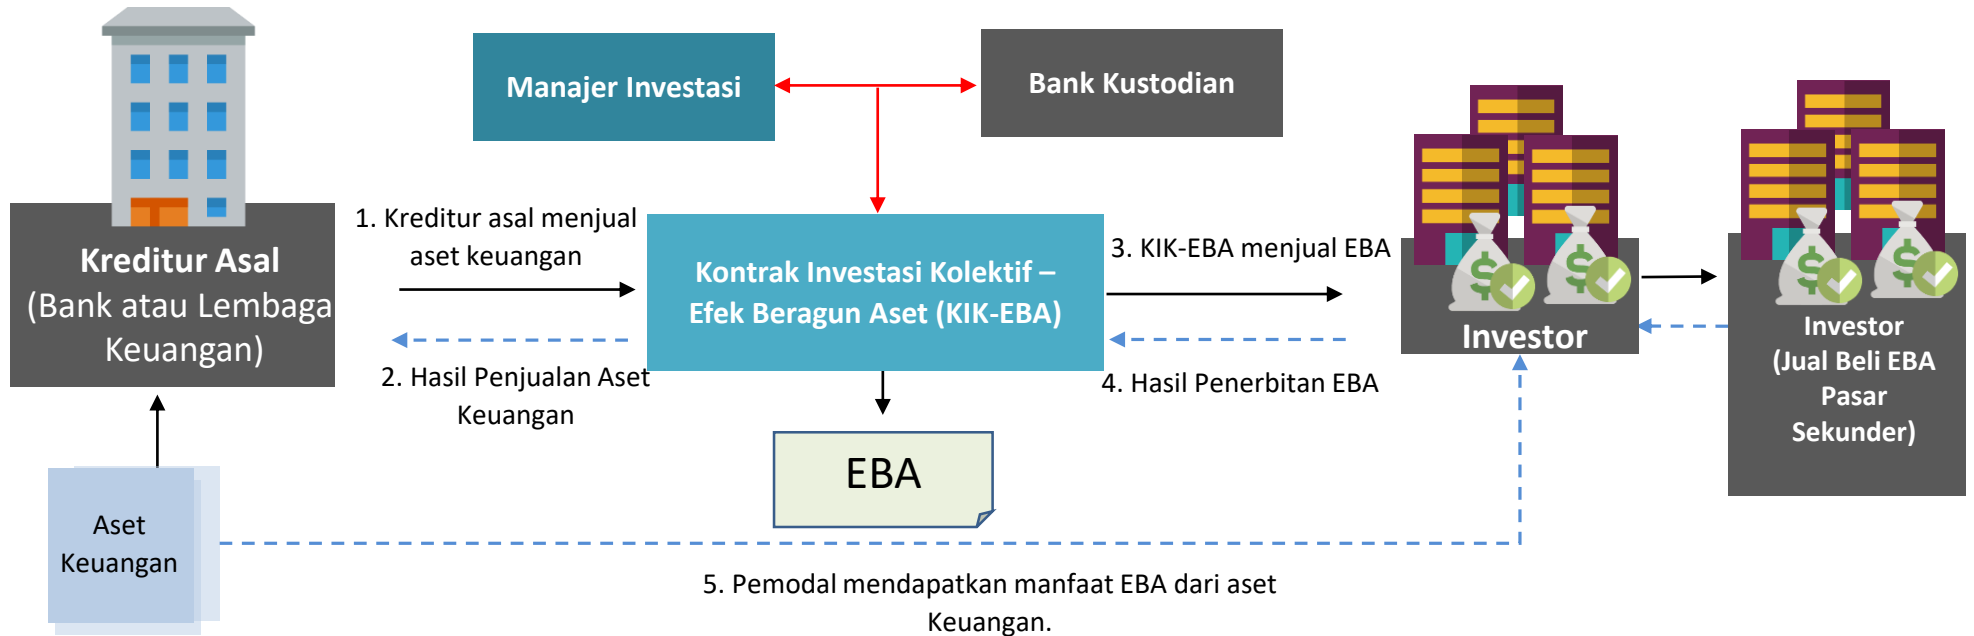 Manajer Investasi
Bank Kustodian
Kreditur Asal
(Bank atau Lembaga
Keuangan)
1. Kreditur asal menjual
aset keuangan
Kontrak Investasi Kolektif –
Efek Beragun Aset (KIK-EBA)
3. KIK-EBA menjual EBA
Investor
Investor
(Jual Beli EBA
Pasar
Sekunder)
2. Hasil Penjualan Aset
Keuangan
4. Hasil Penerbitan EBA
EBA
Aset
Keuangan
5. Pemodal mendapatkan manfaat EBA dari aset
Keuangan.